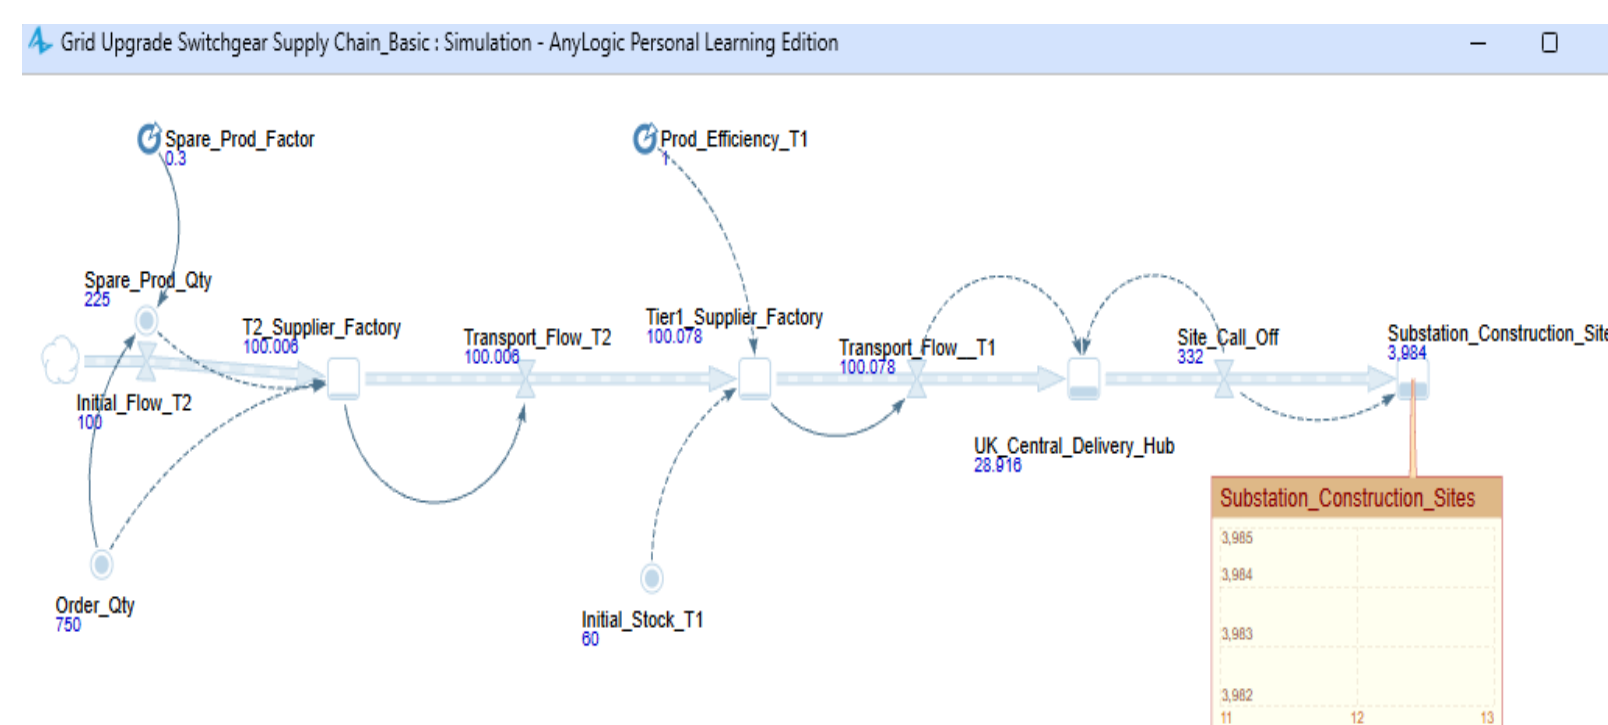 Grid Upgrade Switchgear Supply Chain_Basic : Simulation - AnyLogic Personal Learning Edition
Spare_Prod_Factor
0.3
Prod_Efficiency_T1
1
Spare_Prod_Qty
225
T2_Supplier_Factory
100.006
Transport_Flow_T2
100.006
Tier1_Supplier_Factory
100.078
Transport_Flow__T1
100.078
Site_Call_Off
332
Substation_Construction_Site
3,984
Initial_Flow_T2
100
UK_Central_Delivery_Hub
28.916
Order_Qty
750
Initial_Stock_T1
60
Substation_Construction_Sites
3,985
3,984
3,983
3,982
11 12 13